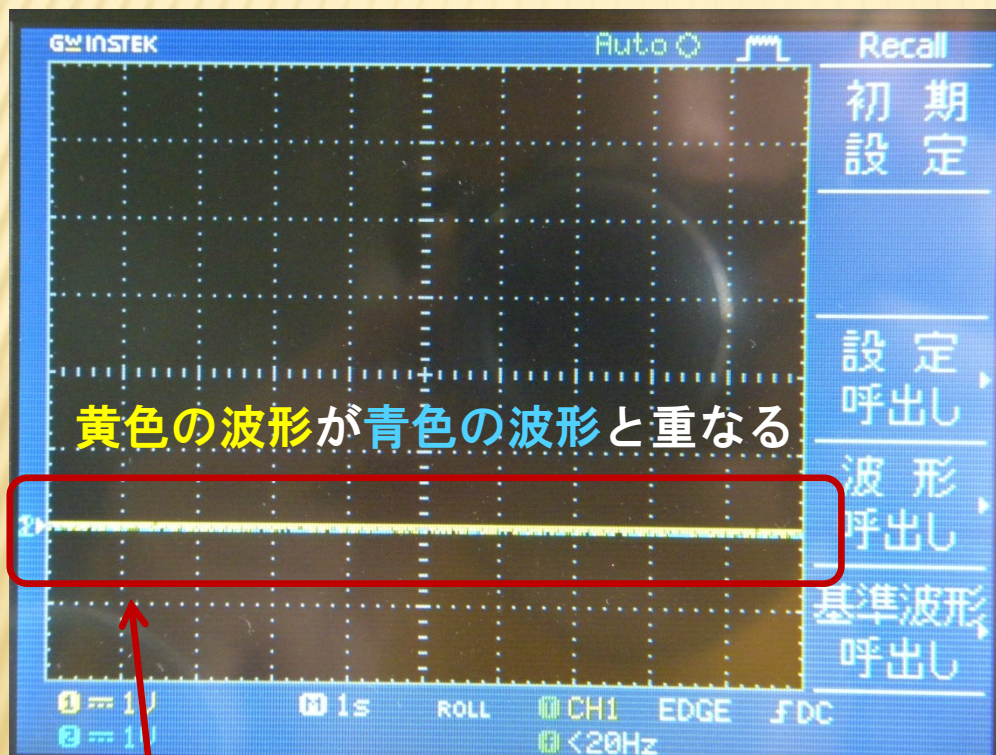 GW INSTEK Auto Recall
初期
設定
設定
呼出し
黄色の波形が青色の波形と重なる
波形
呼出し
基準波形
呼出し
1 1V M 1s ROLL T CH1 EDGE DC
2 1V f <20Hz